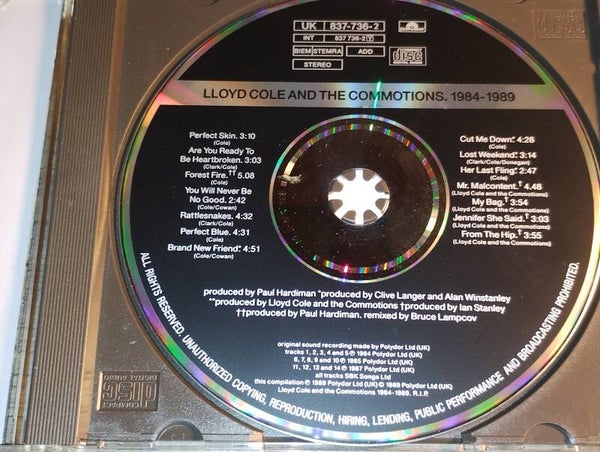 UK 837-736-2
INT 837 736-2 Y
BIEM STEMRA ADD
STEREO
COMPACT disc DIGITAL AUDIO
LLOYD COLE AND THE COMMOTIONS. 1984-1989
Perfect Skin. 3:10
(Cole)
Are You Ready To
Be Heartbroken. 3:03
(Clark/Cole)
Forest Fire.†† 5.08
(Cole)
You Will Never Be
No Good. 2:42
(Cole/Cowan)
Rattlesnakes. 4:32
(Clark/Cole)
Perfect Blue. 4:31
(Cole)
Brand New Friend.* 4:51
(Cole/Cowan)
Cut Me Down.* 4:28
(Cole)
Lost Weekend.* 3:14
(Clark/Cole/Donegan)
Her Last Fling.** 2:47
(Cole)
Mr. Malcontent.† 4.48
(Lloyd Cole and the Commotions)
My Bag.† 3:54
(Lloyd Cole and the Commotions)
Jennifer She Said.† 3:03
(Lloyd Cole and the Commotions)
From The Hip.† 3:55
(Lloyd Cole and the Commotions)
produced by Paul Hardiman *produced by Clive Langer and Alan Winstanley
**produced by Lloyd Cole and the Commotions †produced by Ian Stanley
††produced by Paul Hardiman. remixed by Bruce Lampcov
original sound recording made by Polydor Ltd (UK)
tracks 1, 2, 3, 4 and 5 ℗ 1984 Polydor Ltd (UK)
6, 7, 8, 9 and 10 ℗ 1985 Polydor Ltd (UK)
11, 12, 13 and 14 ℗ 1987 Polydor Ltd (UK)
all tracks SBK Songs Ltd
this compilation ℗ 1989 Polydor Ltd (UK) © 1989 Polydor Ltd (UK)
Lloyd Cole and the Commotions 1984-1989. R.I.P.
ALL RIGHTS RESERVED. UNAUTHORIZED COPYING, REPRODUCTION, HIRING, LENDING, PUBLIC PERFORMANCE AND BROADCASTING PROHIBITED.
COMPACT disc DIGITAL AUDIO